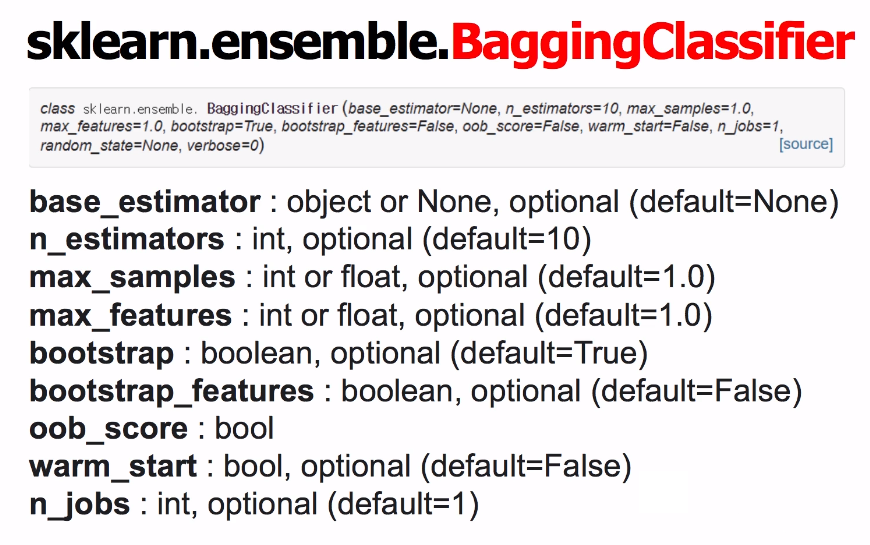 sklearn.ensemble.BaggingClassifier
class sklearn.ensemble. BaggingClassifier(base_estimator=None, n_estimators=10, max_samples=1.0,
max_features=1.0, bootstrap=True, bootstrap_features=False, oob_score=False, warm_start=False, n_jobs=1,
random_state=None, verbose=0) [source]
base_estimator : object or None, optional (default=None)
n_estimators : int, optional (default=10)
max_samples : int or float, optional (default=1.0)
max_features : int or float, optional (default=1.0)
bootstrap : boolean, optional (default=True)
bootstrap_features : boolean, optional (default=False)
oob_score : bool
warm_start : bool, optional (default=False)
n_jobs : int, optional (default=1)